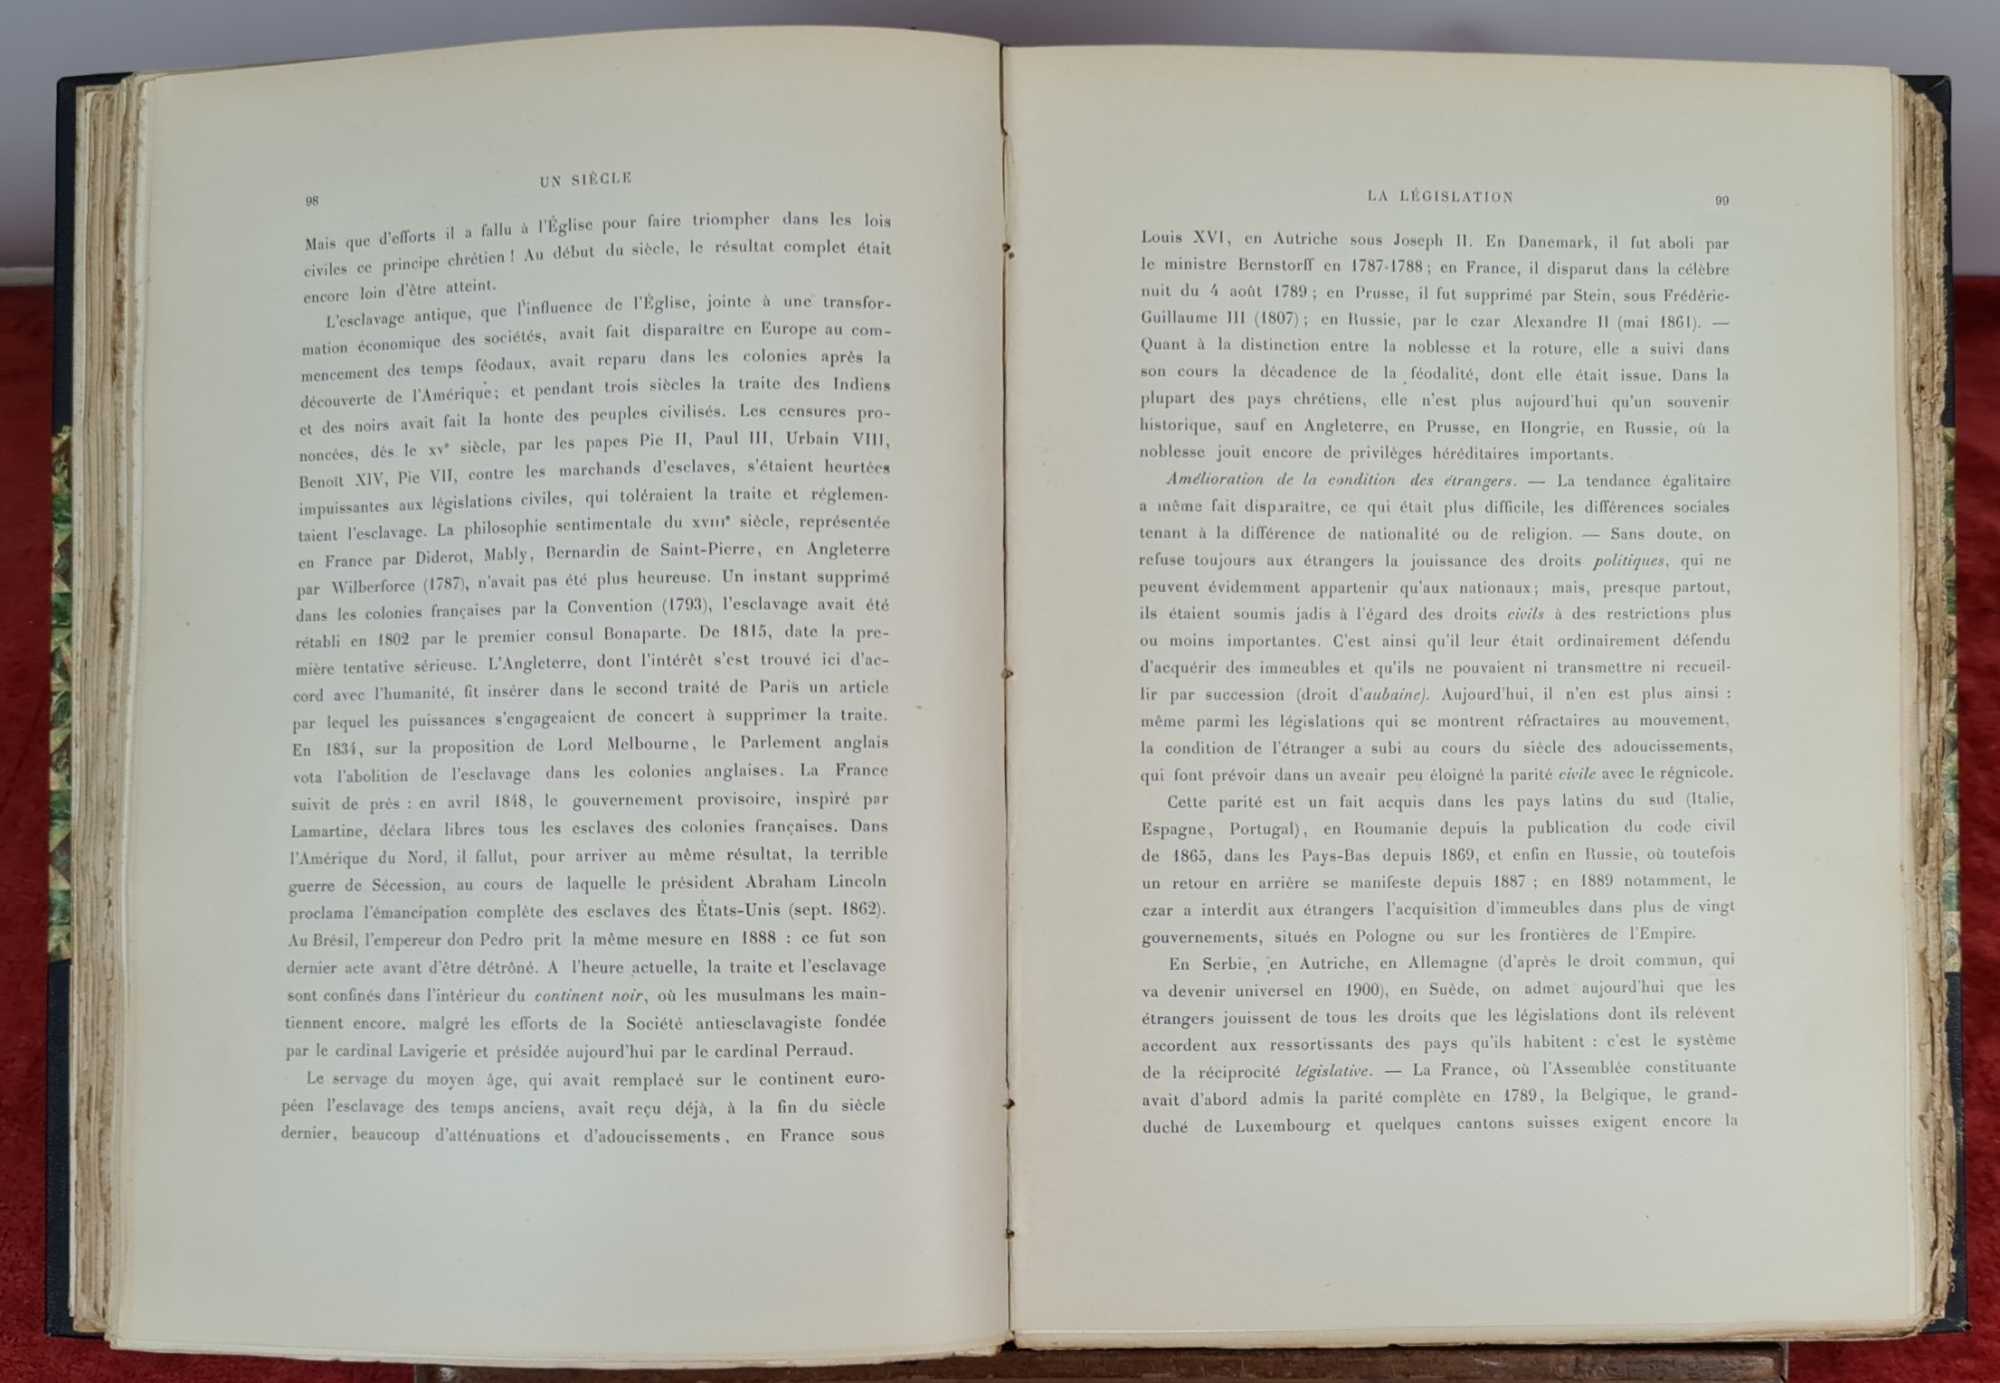 UN SIÈCLE
98
Mais que d'efforts il a fallu à l'Église pour faire triompher dans les lois
civiles ce principe chrétien ! Au début du siècle, le résultat complet était
encore loin d'être atteint.
L'esclavage antique, que l'influence de l'Église, jointe à une transfor-
mation économique des sociétés, avait fait disparaître en Europe au com-
mencement des temps féodaux, avait reparu dans les colonies après la
découverte de l'Amérique; et pendant trois siècles la traite des Indiens
et des noirs avait fait la honte des peuples civilisés. Les censures pro-
noncées, dès le XVe siècle, par les papes Pie II, Paul III, Urbain VIII,
Benoît XIV, Pie VII, contre les marchands d'esclaves, s'étaient heurtées
impuissantes aux législations civiles, qui toléraient la traite et réglemen-
taient l'esclavage. La philosophie sentimentale du XVIIIe siècle, représentée
en France par Diderot, Mably, Bernardin de Saint-Pierre, en Angleterre
par Wilberforce (1787), n'avait pas été plus heureuse. Un instant supprimé
dans les colonies françaises par la Convention (1793), l'esclavage avait été
rétabli en 1802 par le premier consul Bonaparte. De 1815, date la pre-
mière tentative sérieuse. L'Angleterre, dont l'intérêt s'est trouvé ici d'ac-
cord avec l'humanité, fit insérer dans le second traité de Paris un article
par lequel les puissances s'engageaient de concert à supprimer la traite.
En 1834, sur la proposition de Lord Melbourne, le Parlement anglais
vota l'abolition de l'esclavage dans les colonies anglaises. La France
suivit de près : en avril 1848, le gouvernement provisoire, inspiré par
Lamartine, déclara libres tous les esclaves des colonies françaises. Dans
l'Amérique du Nord, il fallut, pour arriver au même résultat, la terrible
guerre de Sécession, au cours de laquelle le président Abraham Lincoln
proclama l'émancipation complète des esclaves des États-Unis (sept. 1862).
Au Brésil, l'empereur don Pedro prit la même mesure en 1888 : ce fut son
dernier acte avant d'être détrôné. A l'heure actuelle, la traite et l'esclavage
sont confinés dans l'intérieur du continent noir, où les musulmans les main-
tiennent encore, malgré les efforts de la Société antiesclavagiste fondée
par le cardinal Lavigerie et présidée aujourd'hui par le cardinal Perraud.
Le servage du moyen âge, qui avait remplacé sur le continent euro-
péen l'esclavage des temps anciens, avait reçu déjà, à la fin du siècle
dernier, beaucoup d'atténuations et d'adoucissements, en France sous
LA LÉGISLATION
99
Louis XVI, en Autriche sous Joseph II. En Danemark, il fut aboli par
le ministre Bernstorff en 1787-1788; en France, il disparut dans la célèbre
nuit du 4 août 1789; en Prusse, il fut supprimé par Stein, sous Frédéric-
Guillaume III (1807); en Russie, par le czar Alexandre II (mai 1861). —
Quant à la distinction entre la noblesse et la roture, elle a suivi dans
son cours la décadence de la féodalité, dont elle était issue. Dans la
plupart des pays chrétiens, elle n'est plus aujourd'hui qu'un souvenir
historique, sauf en Angleterre, en Prusse, en Hongrie, en Russie, où la
noblesse jouit encore de privilèges héréditaires importants.
Amélioration de la condition des étrangers. — La tendance égalitaire
a même fait disparaître, ce qui était plus difficile, les différences sociales
tenant à la différence de nationalité ou de religion. — Sans doute, on
refuse toujours aux étrangers la jouissance des droits politiques, qui ne
peuvent évidemment appartenir qu'aux nationaux; mais, presque partout,
ils étaient soumis jadis à l'égard des droits civils à des restrictions plus
ou moins importantes. C'est ainsi qu'il leur était ordinairement défendu
d'acquérir des immeubles et qu'ils ne pouvaient ni transmettre ni recueil-
lir par succession (droit d'aubaine). Aujourd'hui, il n'en est plus ainsi :
même parmi les législations qui se montrent réfractaires au mouvement,
la condition de l'étranger a subi au cours du siècle des adoucissements,
qui font prévoir dans un avenir peu éloigné la parité civile avec le régnicole.
Cette parité est un fait acquis dans les pays latins du sud (Italie,
Espagne, Portugal), en Roumanie depuis la publication du code civil
de 1865, dans les Pays-Bas depuis 1869, et enfin en Russie, où toutefois
un retour en arrière se manifeste depuis 1887 ; en 1889 notamment, le
czar a interdit aux étrangers l'acquisition d'immeubles dans plus de vingt
gouvernements, situés en Pologne ou sur les frontières de l'Empire.
En Serbie, en Autriche, en Allemagne (d'après le droit commun, qui
va devenir universel en 1900), en Suède, on admet aujourd'hui que les
étrangers jouissent de tous les droits que les législations dont ils relèvent
accordent aux ressortissants des pays qu'ils habitent : c'est le système
de la réciprocité législative. — La France, où l'Assemblée constituante
avait d'abord admis la parité complète en 1789, la Belgique, le grand-
duché de Luxembourg et quelques cantons suisses exigent encore la